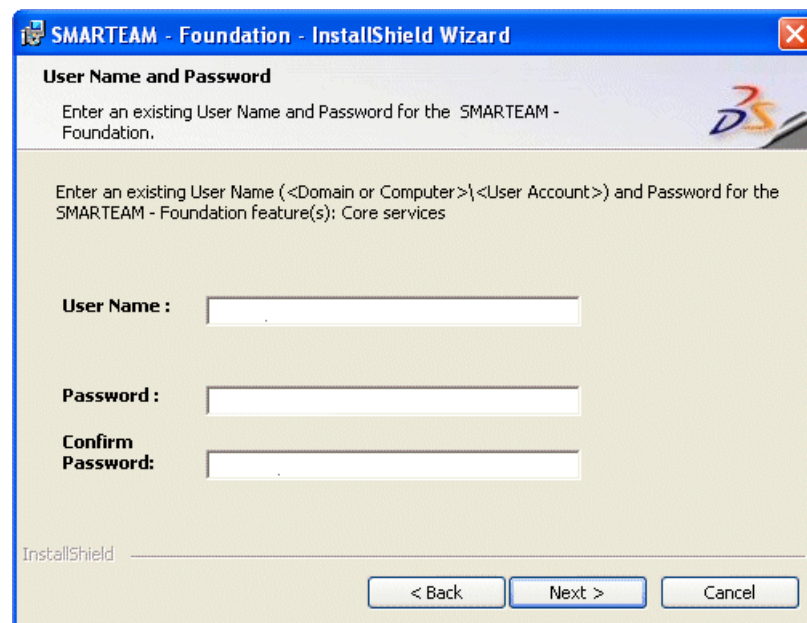 SMARTEAM - Foundation - InstallShield Wizard
User Name and Password
Enter an existing User Name and Password for the SMARTEAM -
Foundation.
Enter an existing User Name (<Domain or Computer>\<User Account>) and Password for the
SMARTEAM - Foundation feature(s): Core services
User Name :
Password :
Confirm
Password:
InstallShield
< Back
Next >
Cancel